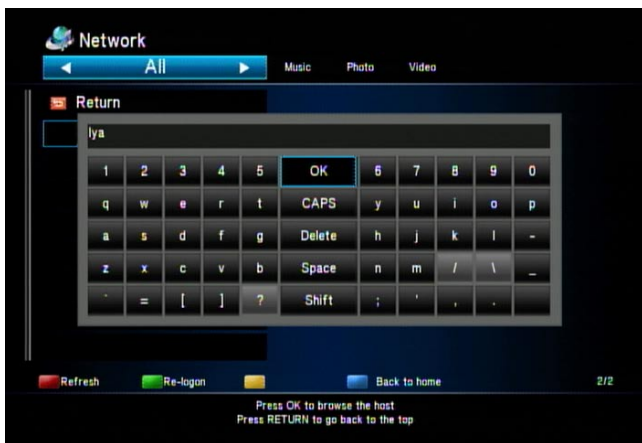 Network
All Music Photo Video
Return
lya
1 2 3 4 5 OK 6 7 8 9 0
q w e r t CAPS y u i o p
a s d f g Delete h j k l -
z x c v b Space n m / \ _
` = [ ] ? Shift ; ' , .
Refresh Re-logon Back to home 2/2
Press OK to browse the host
Press RETURN to go back to the top